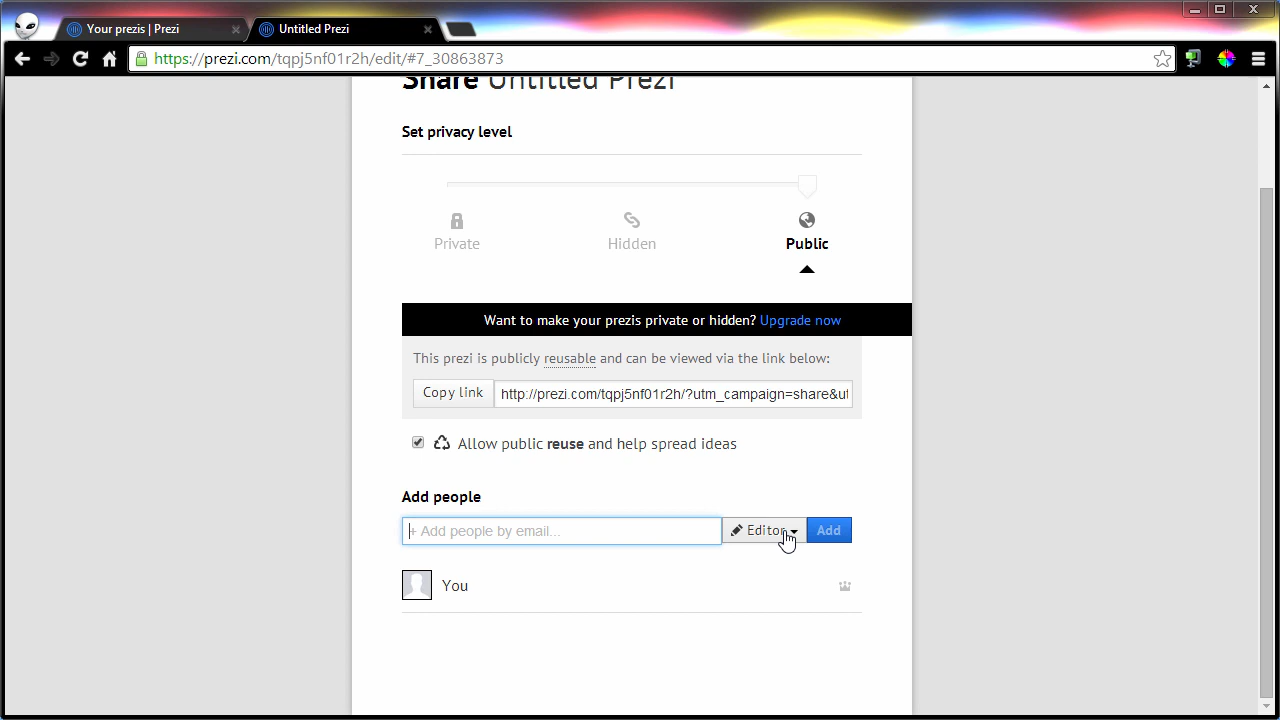 Your prezis | Prezi
Untitled Prezi
https://prezi.com/tqpj5nf01r2h/edit/#7_30863873
Share Untitled Prezi
Set privacy level
Private
Hidden
Public
Want to make your prezis private or hidden? Upgrade now
This prezi is publicly reusable and can be viewed via the link below:
Copy link
http://prezi.com/tqpj5nf01r2h/?utm_campaign=share&ut
Allow public reuse and help spread ideas
Add people
+ Add people by email...
Editor
Add
You